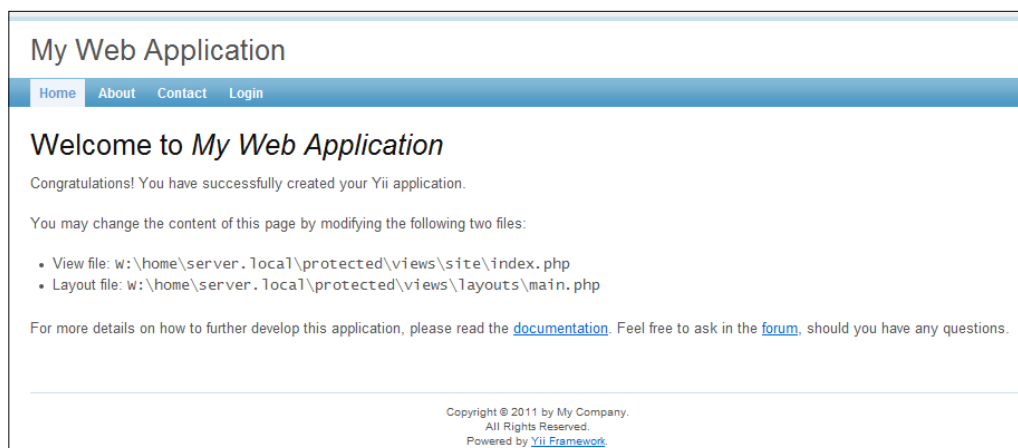 My Web Application
Home About Contact Login
Welcome to My Web Application
Congratulations! You have successfully created your Yii application.
You may change the content of this page by modifying the following two files:
• View file: W:\home\server.local\protected\views\site\index.php
• Layout file: W:\home\server.local\protected\views\layouts\main.php
For more details on how to further develop this application, please read the documentation. Feel free to ask in the forum, should you have any questions.
Copyright © 2011 by My Company.
All Rights Reserved.
Powered by Yii Framework.